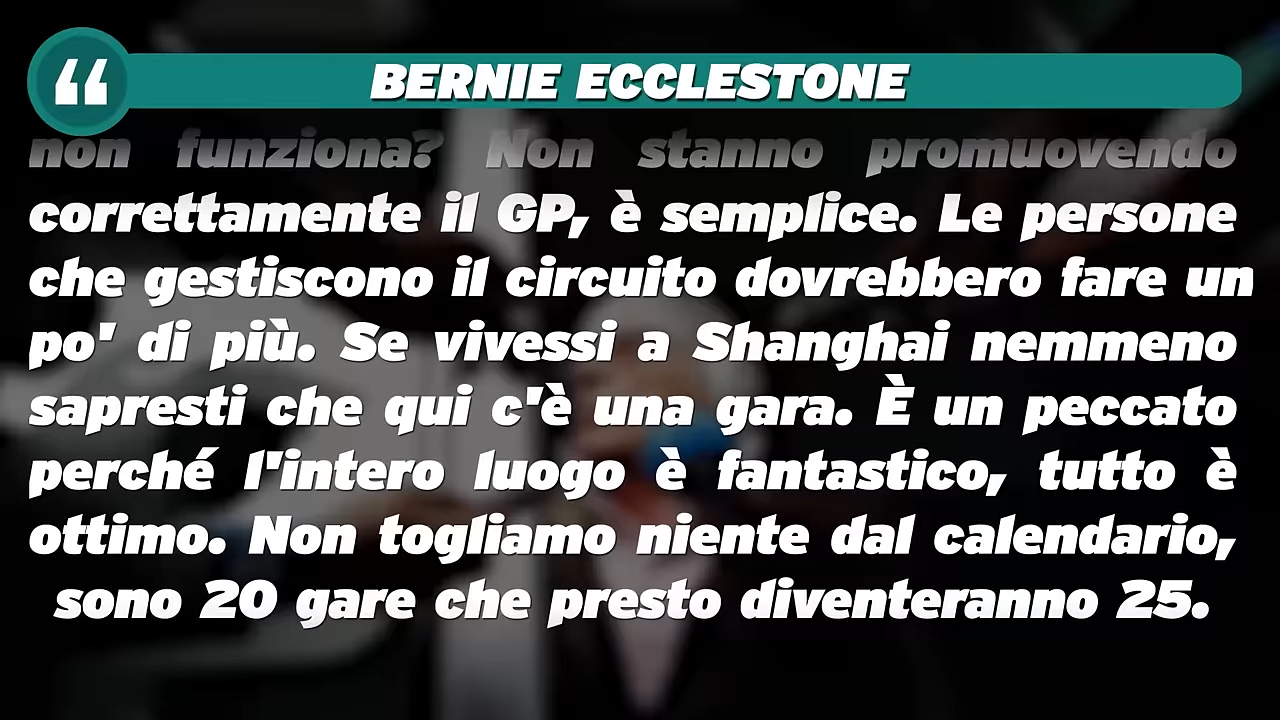 BERNIE ECCLESTONE
non funziona? Non stanno promuovendo
correttamente il GP, è semplice. Le persone
che gestiscono il circuito dovrebbero fare un
po' di più. Se vivessi a Shanghai nemmeno
sapresti che qui c'è una gara. È un peccato
perché l'intero luogo è fantastico, tutto è
ottimo. Non togliamo niente dal calendario,
sono 20 gare che presto diventeranno 25.